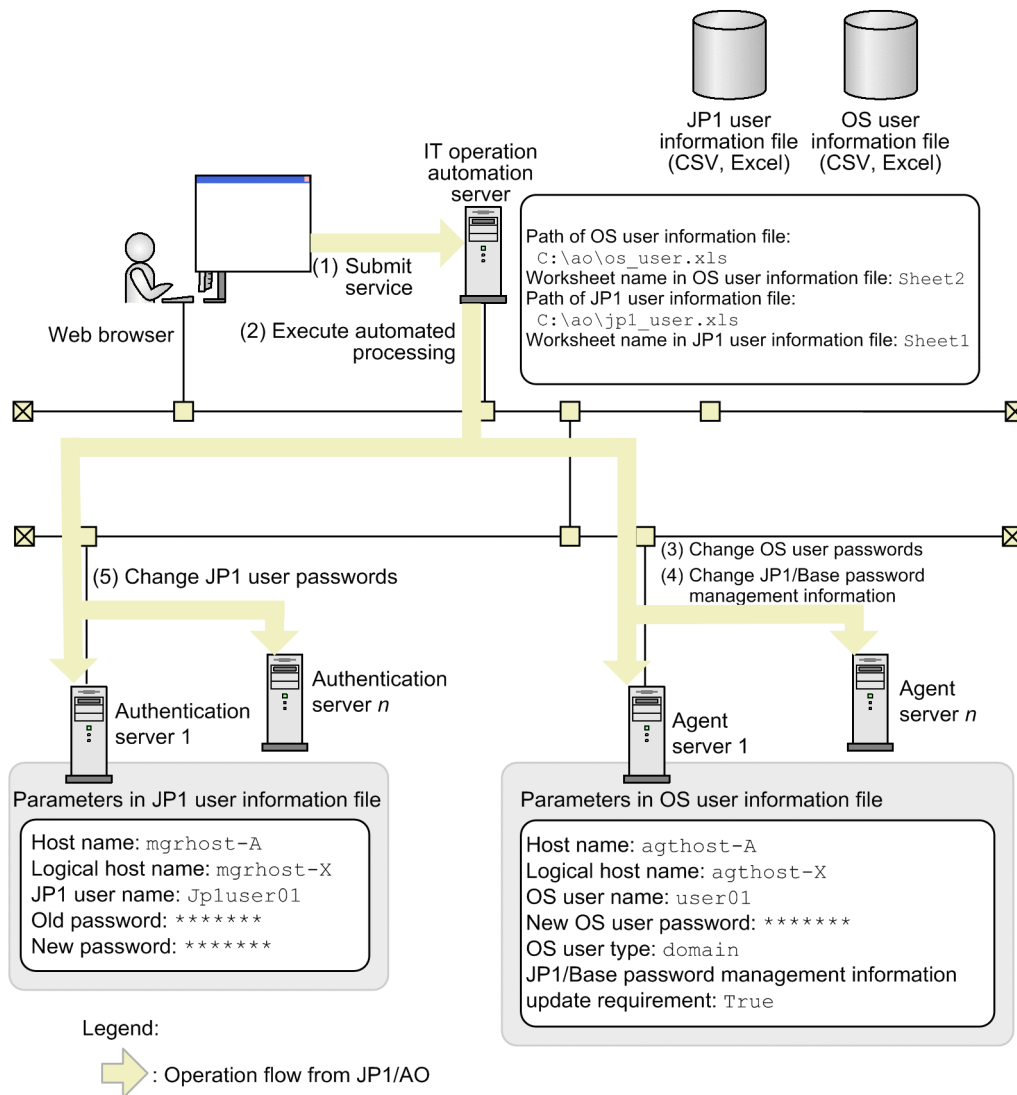 JP1 user
information file
(CSV, Excel)
OS user
information file
(CSV, Excel)
IT operation
automation
server
Path of OS user information file:
C:\ao\os_user.xls
Worksheet name in OS user information file: Sheet2
Path of JP1 user information file:
C:\ao\jp1_user.xls
Worksheet name in JP1 user information file: Sheet1
(1) Submit
service
Web browser
(2) Execute automated
processing
(3) Change OS user passwords
(4) Change JP1/Base password
management information
(5) Change JP1 user passwords
Authentication
server n
Authentication
server 1
Agent
server n
Agent
server 1
Parameters in JP1 user information file
Host name: mgrhost-A
Logical host name: mgrhost-X
JP1 user name: Jp1user01
Old password: *******
New password: *******
Parameters in OS user information file
Host name: agthost-A
Logical host name: agthost-X
OS user name: user01
New OS user password: *******
OS user type: domain
JP1/Base password management information
update requirement: True
Legend:
: Operation flow from JP1/AO